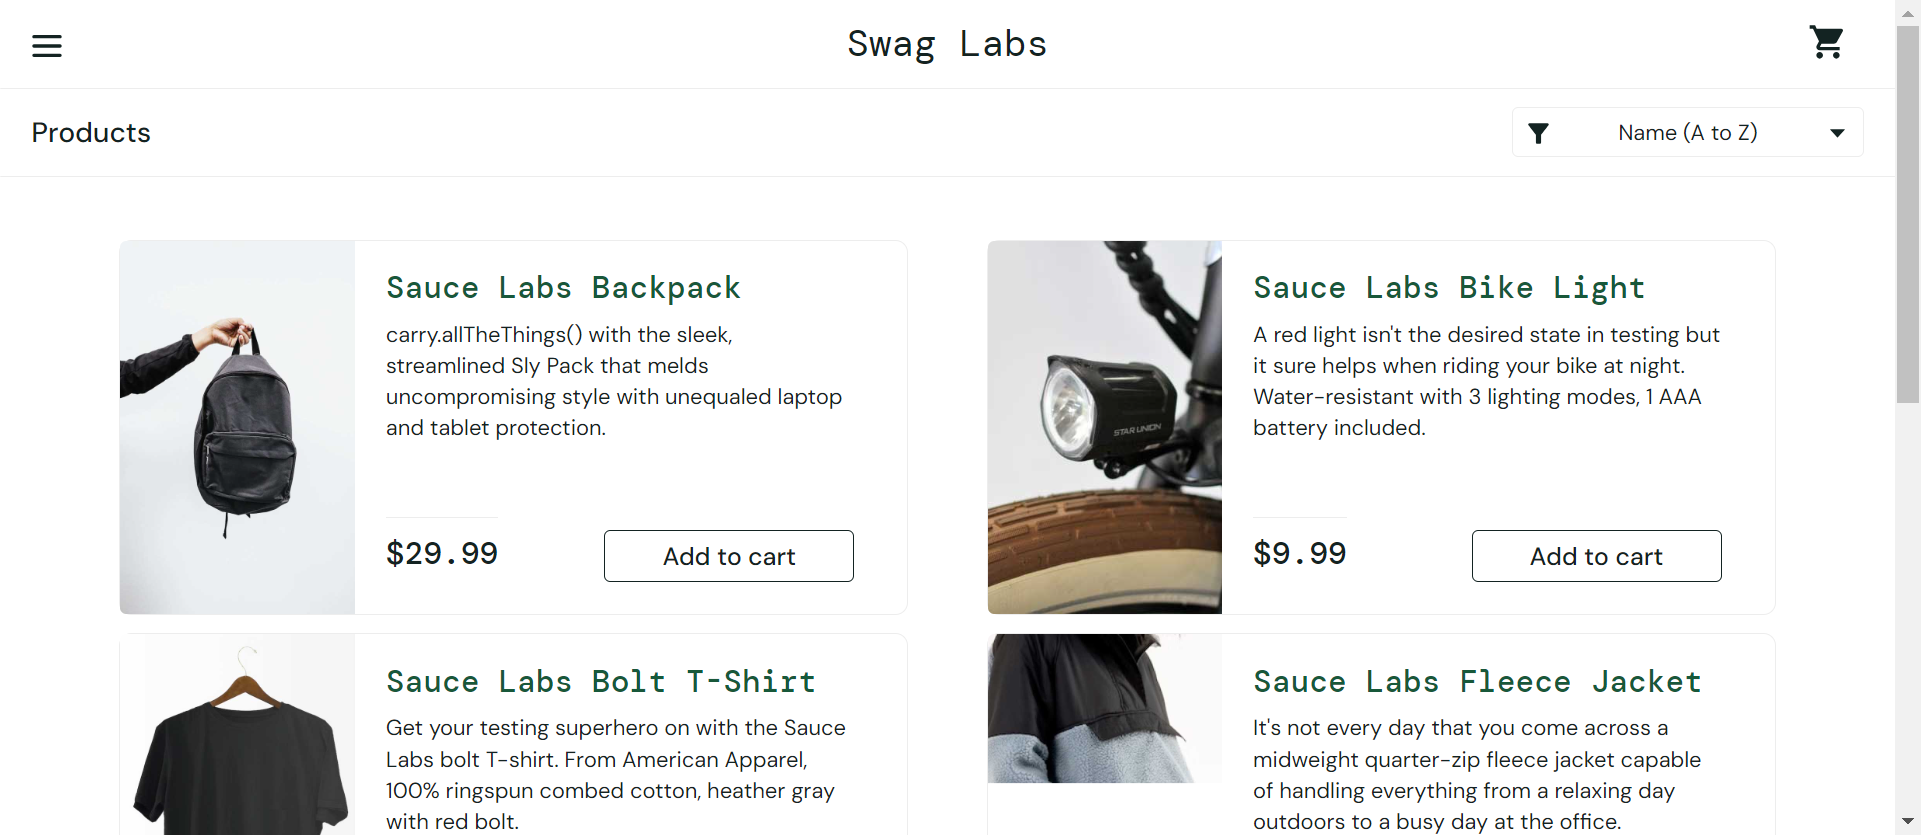 Swag Labs
Products
Name (A to Z)
Sauce Labs Backpack
carry.allTheThings() with the sleek,
streamlined Sly Pack that melds
uncompromising style with unequaled laptop
and tablet protection.
$29.99
Add to cart
Sauce Labs Bike Light
A red light isn't the desired state in testing but
it sure helps when riding your bike at night.
Water-resistant with 3 lighting modes, 1 AAA
battery included.
STAR UNION
$9.99
Add to cart
Sauce Labs Bolt T-Shirt
Get your testing superhero on with the Sauce
Labs bolt T-shirt. From American Apparel,
100% ringspun combed cotton, heather gray
with red bolt.
Sauce Labs Fleece Jacket
It's not every day that you come across a
midweight quarter-zip fleece jacket capable
of handling everything from a relaxing day
outdoors to a busy day at the office.